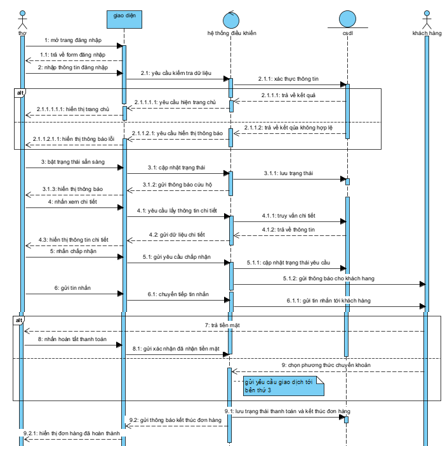 giao diện
thợ
hệ thống điều khiển
csdl
khách hàng
1: mở trang đăng nhập
1.1: trả về form đăng nhập
2: nhập thông tin đăng nhập
2.1: yêu cầu kiểm tra dữ liệu
2.1.1: xác thực thông tin
alt
2.1.1.1: trả về kết quả
2.1.1.1.1: yêu cầu hiện trang chủ
2.1.1.1.1.1: hiển thị trang chủ
2.1.1.2: trả về kết qủa không hợp lệ
2.1.1.2.1: yêu cầu hiển thị thông báo
2.1.1.2.1.1: hiển thị thông báo lỗi
3: bật trạng thái sẵn sàng
3.1: cập nhật trạng thái
3.1.1: lưu trạng thái
3.1.2: gửi thông báo cứu hộ
3.1.3: hiển thị thông báo
4: nhấn xem chi tiết
4.1: yêu cầu lấy thông tin chi tiết
4.1.1: truy vấn chi tiết
4.1.2: trả về thông tin
4.2: gửi dữ liệu chi tiết
4.3: hiển thị thông tin chi tiết
5: nhấn chấp nhận
5.1: gửi yêu cầu chấp nhận
5.1.1: cập nhật trạng thái yêu cầu
5.1.2: gửi thông báo cho khách hàng
6: gửi tin nhắn
6.1: chuyển tiếp tin nhắn
6.1.1: gửi tin nhắn tới khách hàng
alt
7: trả tiền mặt
8: nhấn hoàn tất thanh toán
8.1: gửi xác nhận đã nhận tiền mặt
9: chọn phương thức chuyển khoản
gửi yêu cầu giao dịch tới
bên thứ 3
9.1: lưu trạng thái thanh toán và kết thúc đơn hàng
9.2: gửi thông báo kết thúc đơn hàng
9.2.1: hiển thị đơn hàng đã hoàn thành